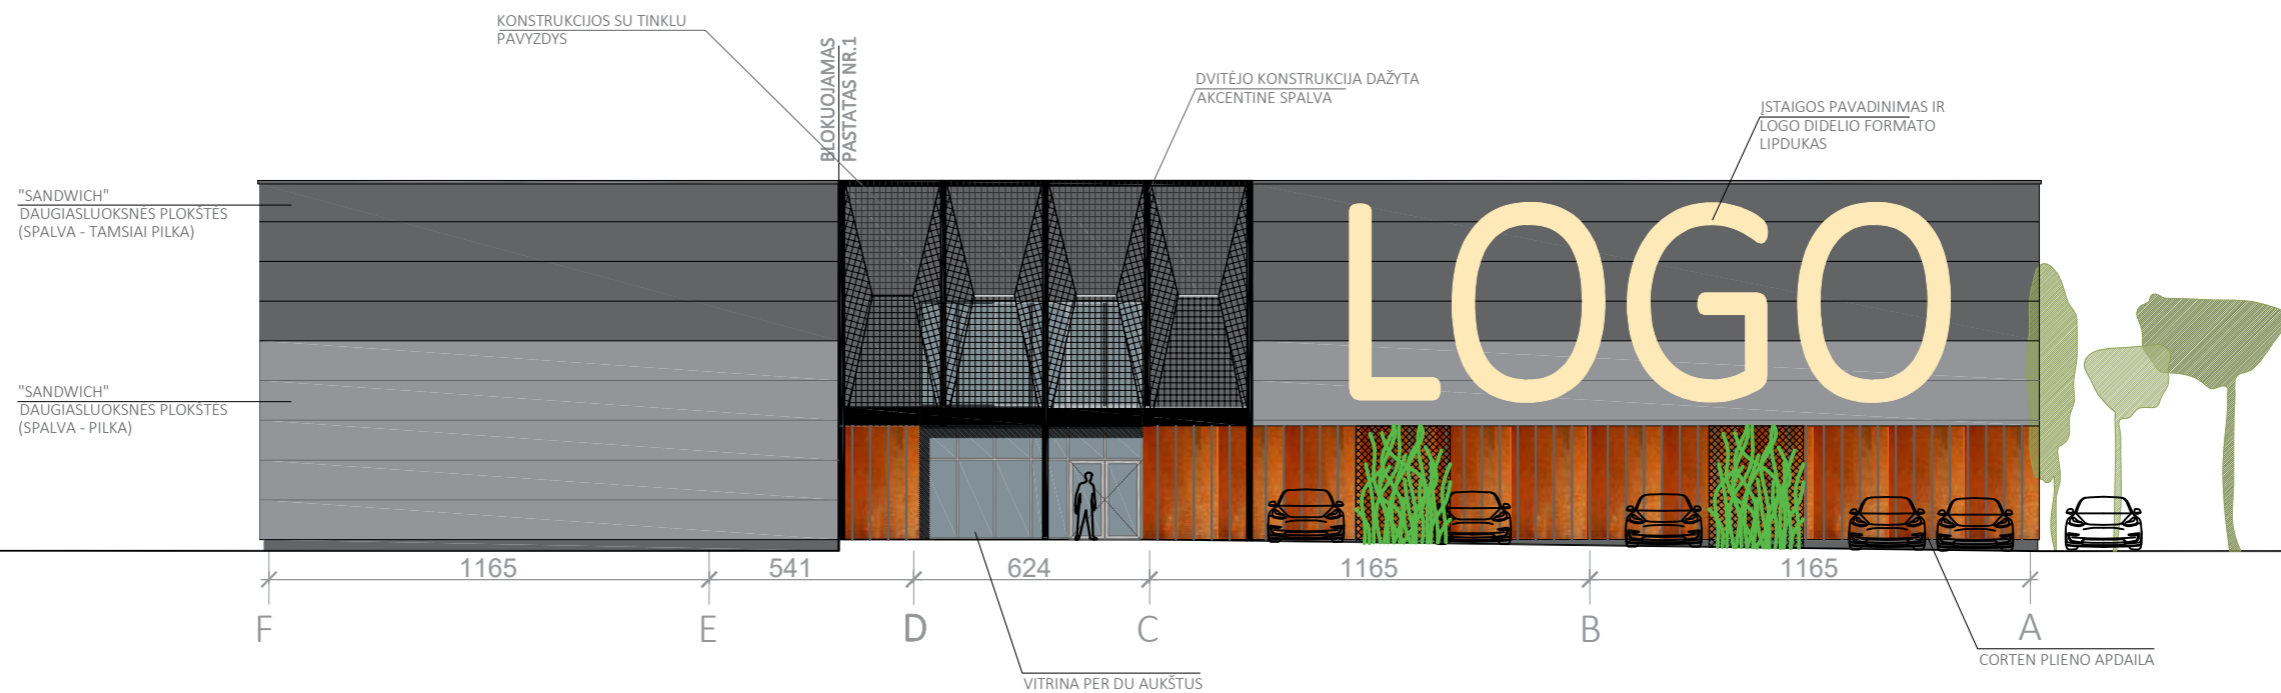 KONSTRUKCIJOS SU TINKLU
PAVYZDYS
BLOKUOJAMAS
PASTATAS NR.1
DVITĖJO KONSTRUKCIJA DAŽYTA
AKCENTINE SPALVA
ĮSTAIGOS PAVADINIMAS IR
LOGO DIDELIO FORMATO
LIPDUKAS
"SANDWICH"
DAUGIASLUOKSNĖS PLOKŠTĖS
(SPALVA - TAMSIAI PILKA)
LOGO
"SANDWICH"
DAUGIASLUOKSNĖS PLOKŠTĖS
(SPALVA - PILKA)
1165 541 624 1165 1165
F E D C B A
CORTEN PLIENO APDAILA
VITRINA PER DU AUKŠTUS